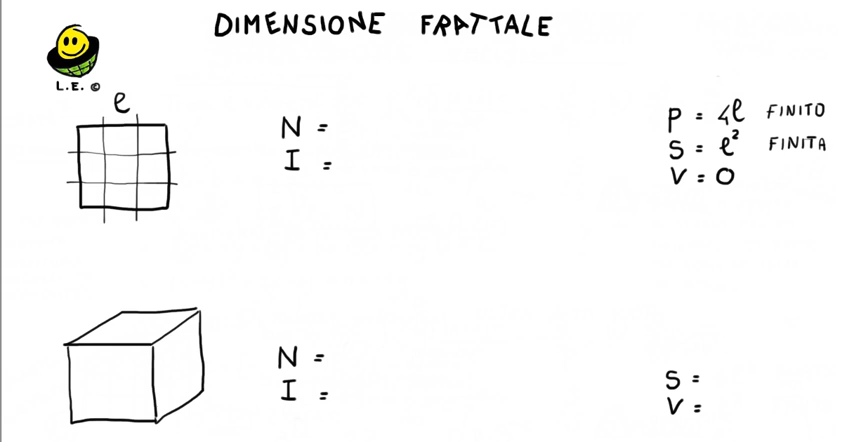 DIMENSIONE FRATTALE
L.E. ©
l
N =
I =
P = 4l FINITO
S = l² FINITA
V = 0
N =
I =
S =
V =